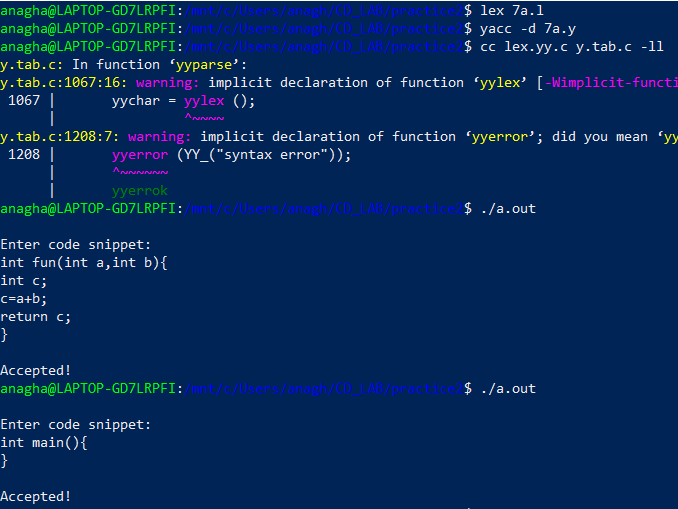 anagha@LAPTOP-GD7LRPFI:/mnt/c/Users/anagh/CD LAB/practice2$ lex 7a.l
anagha@LAPTOP-GD7LRPFI:/mnt/c/Users/anagh/CD LAB/practice2$ yacc -d 7a.y
anagha@LAPTOP-GD7LRPFI:/mnt/c/Users/anagh/CD LAB/practice2$ cc lex.yy.c y.tab.c -ll
y.tab.c: In function ‘yyparse’:
y.tab.c:1067:16: warning: implicit declaration of function ‘yylex’ [-Wimplicit-functi
1067 |       yychar = yylex ();
|                ^~~~~
y.tab.c:1208:7: warning: implicit declaration of function ‘yyerror’; did you mean ‘yy
1208 |       yyerror (YY_("syntax error"));
|       ^~~~~~~
|       yyerrok
anagha@LAPTOP-GD7LRPFI:/mnt/c/Users/anagh/CD LAB/practice2$ ./a.out
Enter code snippet:
int fun(int a,int b){
int c;
c=a+b;
return c;
}
Accepted!
anagha@LAPTOP-GD7LRPFI:/mnt/c/Users/anagh/CD LAB/practice2$ ./a.out
Enter code snippet:
int main(){
}
Accepted!